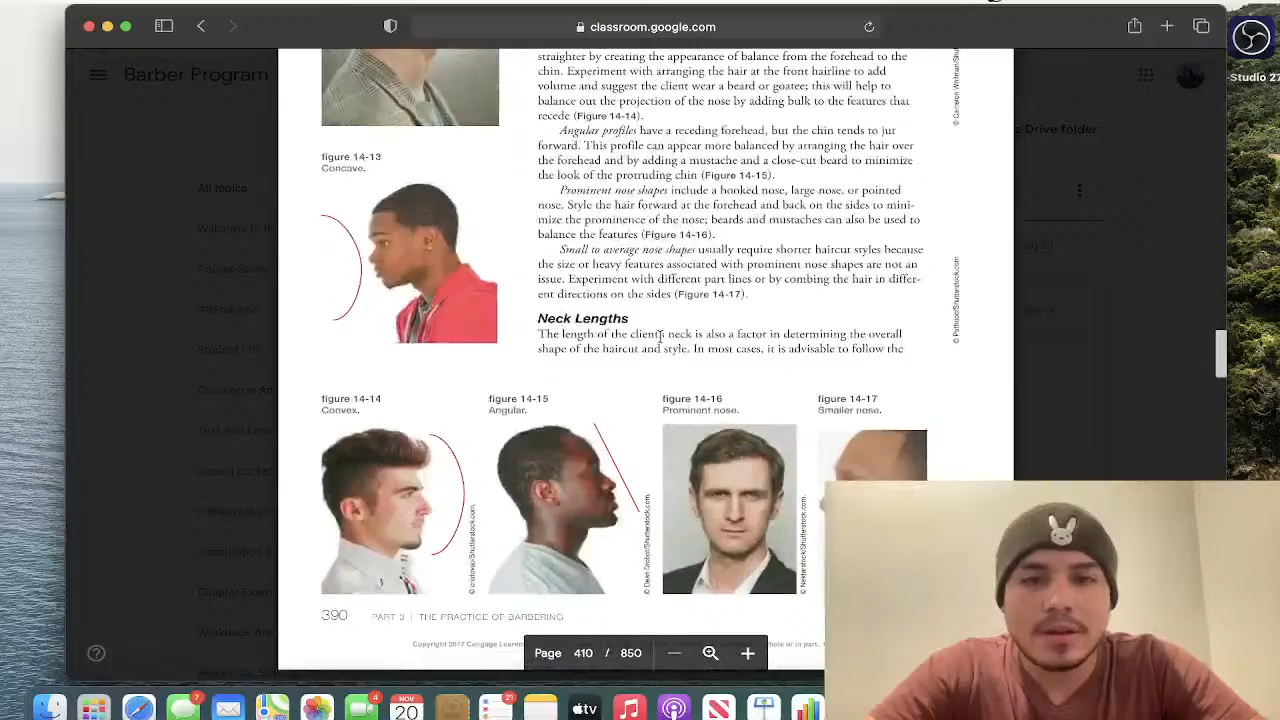 classroom.google.com
Studio 27
Barber Program
Drive folder
All topics
straighter by creating the appearance of balance from the forehead to the
chin. Experiment with arranging the hair at the front hairline to add
volume and suggest the client wear a beard or goatee; this will help to
balance out the projection of the nose by adding bulk to the features that
recede (Figure 14-14).
Angular profiles have a receding forehead, but the chin tends to jut
forward. This profile can appear more balanced by arranging the hair over
the forehead and by adding a mustache and a close-cut beard to minimize
the look of the protruding chin (Figure 14-15).
Prominent nose shapes include a hooked nose, large nose, or pointed
nose. Style the hair forward at the forehead and back on the sides to mini-
mize the prominence of the nose; beards and mustaches can also be used to
balance the features (Figure 14-16).
Small to average nose shapes usually require shorter haircut styles because
the size or heavy features associated with prominent nose shapes are not an
issue. Experiment with different part lines or by combing the hair in differ-
ent directions on the sides (Figure 14-17).
Neck Lengths
The length of the client's neck is also a factor in determining the overall
shape of the haircut and style. In most cases, it is advisable to follow the
figure 14-13
Concave.
figure 14-14
Convex.
figure 14-15
Angular.
figure 14-16
Prominent nose.
figure 14-17
Smaller nose.
390 PART 3 | THE PRACTICE OF BARBERING
Copyright 2017 Cengage
Page 410 / 850
7
4
NOV
20
21
tv